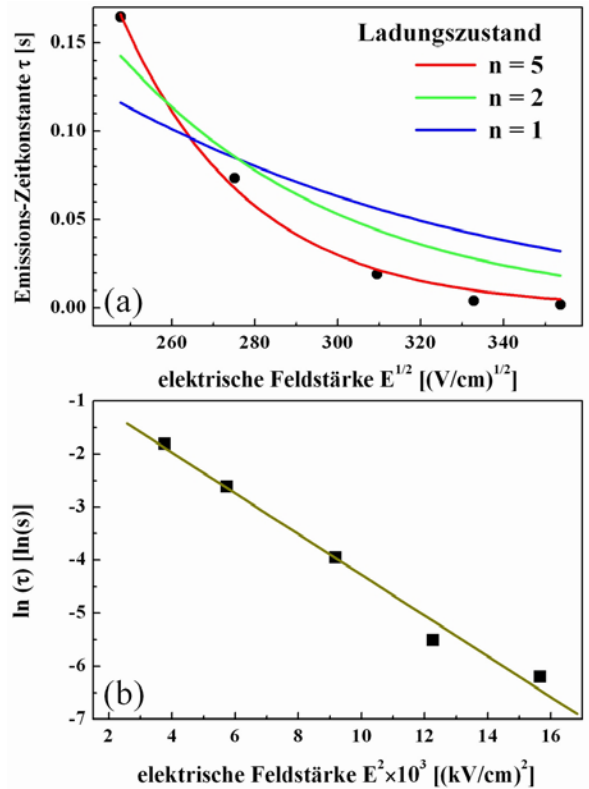 0.15
0.10
0.05
0.00
Emissions-Zeitkonstante τ [s]
Ladungszustand
n = 5
n = 2
n = 1
(a)
260 280 300 320 340
elektrische Feldstärke E^1/2 [(V/cm)^1/2]
-1
-2
-3
-4
-5
-6
-7
ln (τ) [ln(s)]
(b)
2 4 6 8 10 12 14 16
elektrische Feldstärke E^2×10^3 [(kV/cm)^2]